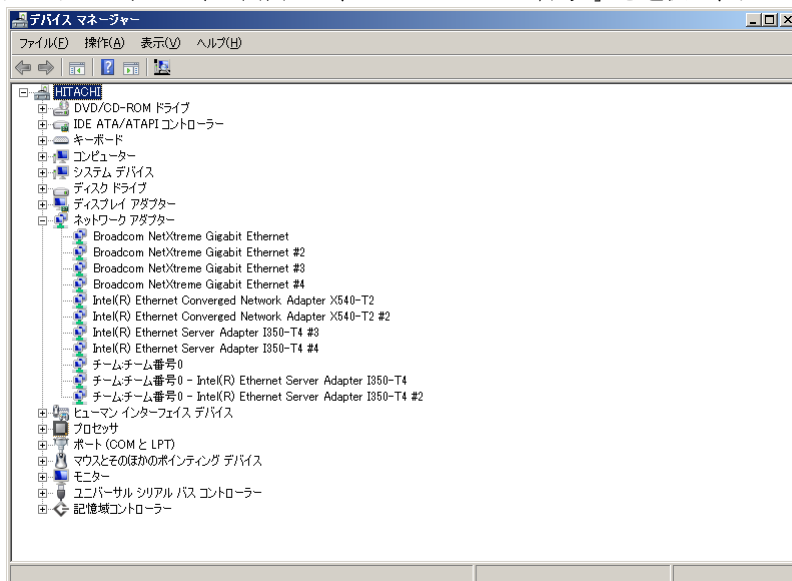 デバイス マネージャー
ファイル(F) 操作(A) 表示(V) ヘルプ(H)
HITACHI
DVD/CD-ROM ドライブ
IDE ATA/ATAPI コントローラー
キーボード
コンピューター
システム デバイス
ディスク ドライブ
ディスプレイ アダプター
ネットワーク アダプター
Broadcom NetXtreme Gigabit Ethernet
Broadcom NetXtreme Gigabit Ethernet #2
Broadcom NetXtreme Gigabit Ethernet #3
Broadcom NetXtreme Gigabit Ethernet #4
Intel(R) Ethernet Converged Network Adapter X540-T2
Intel(R) Ethernet Converged Network Adapter X540-T2 #2
Intel(R) Ethernet Server Adapter I350-T4 #3
Intel(R) Ethernet Server Adapter I350-T4 #4
チーム:チーム番号0
チーム:チーム番号0 - Intel(R) Ethernet Server Adapter I350-T4
チーム:チーム番号0 - Intel(R) Ethernet Server Adapter I350-T4 #2
ヒューマン インターフェイス デバイス
プロセッサ
ポート (COM と LPT)
マウスとそのほかのポインティング デバイス
モニター
ユニバーサル シリアル バス コントローラー
記憶域コントローラー